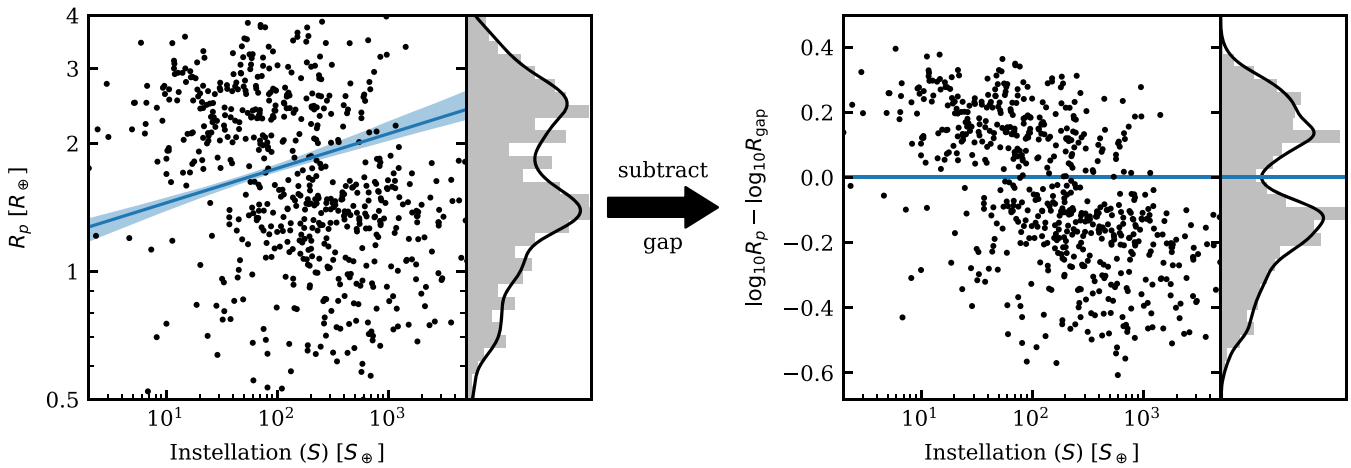 4
3
2
1
0.5
R_p [R_⊕]
10^1
10^2
10^3
Instellation (S) [S_⊕]
subtract
gap
0.4
0.2
0.0
−0.2
−0.4
−0.6
log_10 R_p − log_10 R_gap
10^1
10^2
10^3
Instellation (S) [S_⊕]